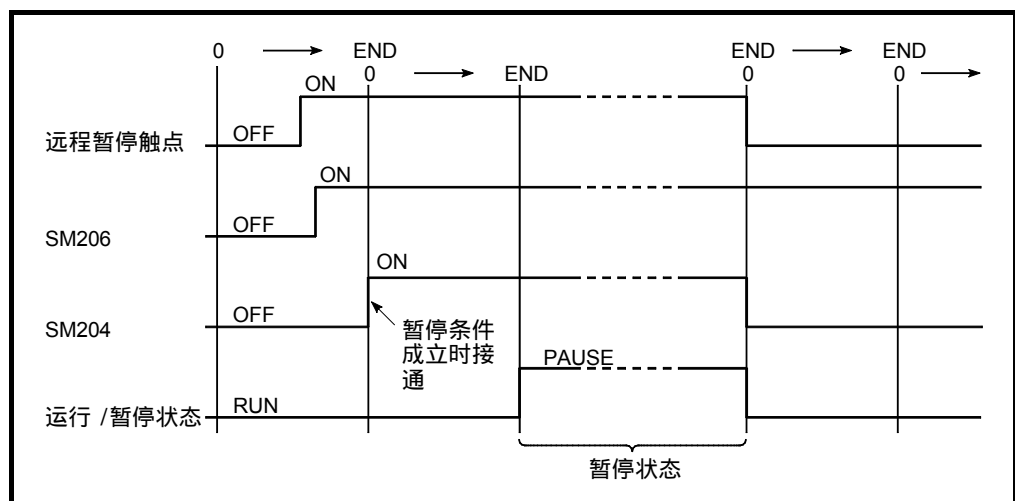 0 END END END END
0 0 0
ON
远程暂停触点 OFF
ON
SM206 OFF
ON
SM204 OFF
暂停条件
成立时接
通
PAUSE
运行 /暂停状态 RUN
暂停状态